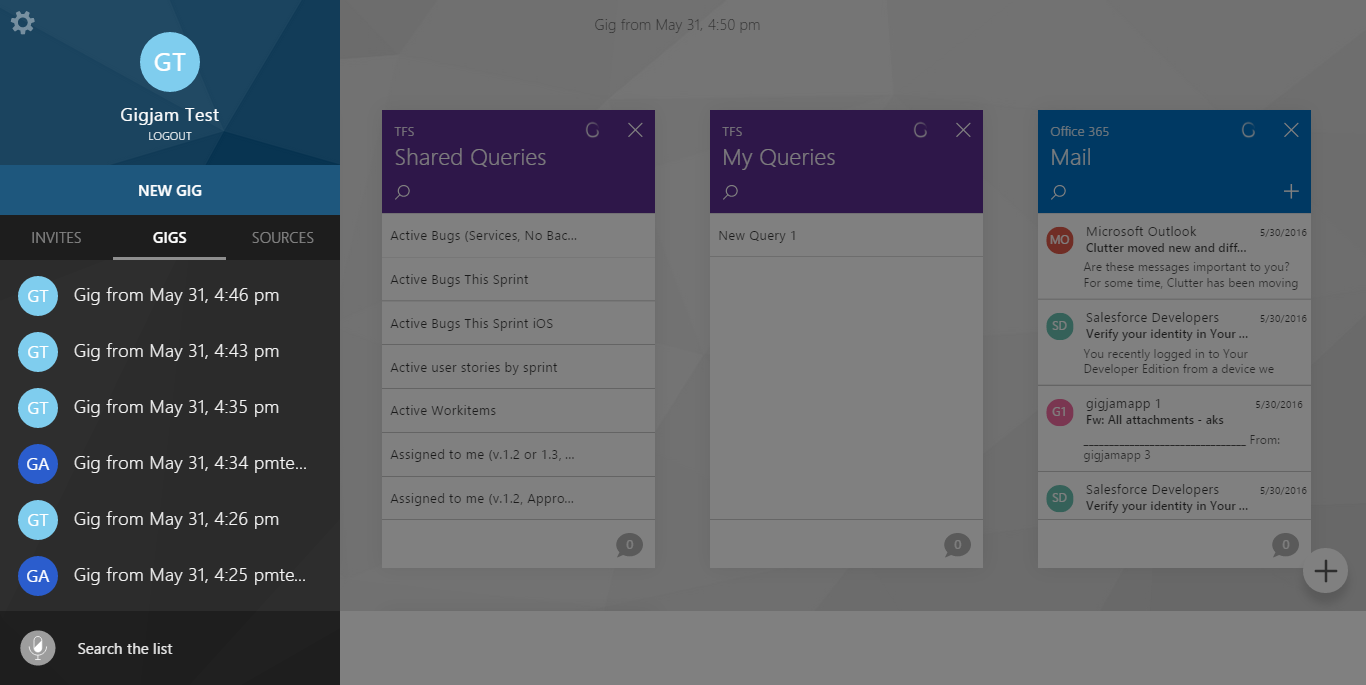 GT
Gigjam Test
LOGOUT
NEW GIG
INVITES GIGS SOURCES
GT Gig from May 31, 4:46 pm
GT Gig from May 31, 4:43 pm
GT Gig from May 31, 4:35 pm
GA Gig from May 31, 4:34 pmte...
GT Gig from May 31, 4:26 pm
GA Gig from May 31, 4:25 pmte...
Search the list
Gig from May 31, 4:50 pm
TFS
Shared Queries
Active Bugs (Services, No Bac...
Active Bugs This Sprint
Active Bugs This Sprint iOS
Active user stories by sprint
Active Workitems
Assigned to me (v.1.2 or 1.3, ...
Assigned to me (v.1.2, Appro...
0
TFS
My Queries
New Query 1
0
Office 365
Mail
MO Microsoft Outlook 5/30/2016
Clutter moved new and diff...
Are these messages important to you?
For some time, Clutter has been moving
SD Salesforce Developers 5/30/2016
Verify your identity in Your ...
You recently logged in to Your
Developer Edition from a device we
G1 gigjamapp 1 5/30/2016
Fw: All attachments - aks
________________________________ From:
gigjamapp 3
SD Salesforce Developers 5/30/2016
Verify your identity in Your ...
0